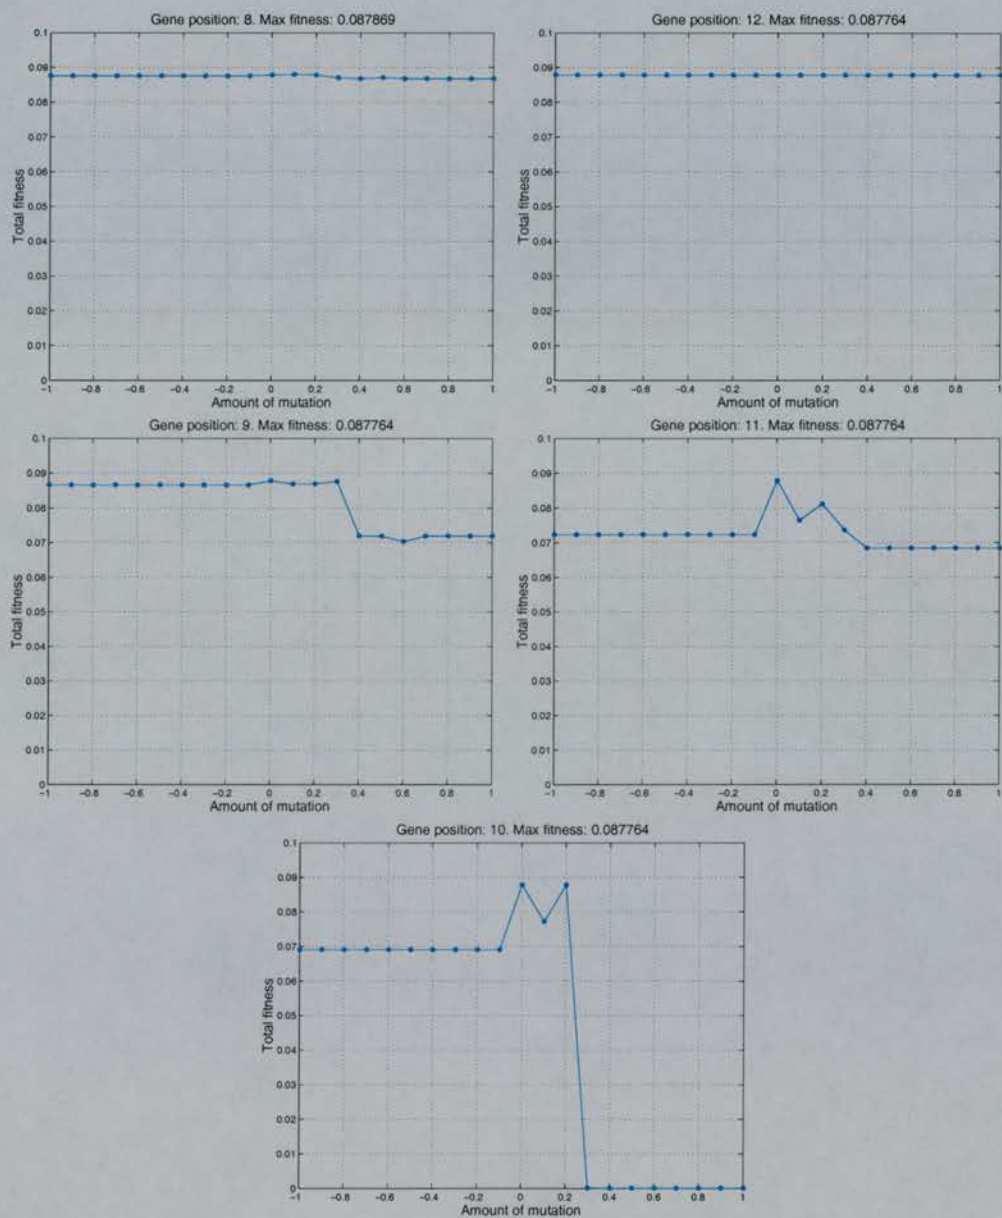 Gene position: 8. Max fitness: 0.087869
0.1
0.09
0.08
0.07
0.06
0.05
0.04
0.03
0.02
0.01
0
Total fitness
−1 −0.8 −0.6 −0.4 −0.2 0 0.2 0.4 0.6 0.8 1
Amount of mutation
Gene position: 12. Max fitness: 0.087764
0.1
0.09
0.08
0.07
0.06
0.05
0.04
0.03
0.02
0.01
0
Total fitness
−1 −0.8 −0.6 −0.4 −0.2 0 0.2 0.4 0.6 0.8 1
Amount of mutation
Gene position: 9. Max fitness: 0.087764
0.1
0.09
0.08
0.07
0.06
0.05
0.04
0.03
0.02
0.01
0
Total fitness
−1 −0.8 −0.6 −0.4 −0.2 0 0.2 0.4 0.6 0.8 1
Amount of mutation
Gene position: 11. Max fitness: 0.087764
0.1
0.09
0.08
0.07
0.06
0.05
0.04
0.03
0.02
0.01
0
Total fitness
−1 −0.8 −0.6 −0.4 −0.2 0 0.2 0.4 0.6 0.8 1
Amount of mutation
Gene position: 10. Max fitness: 0.087764
0.1
0.09
0.08
0.07
0.06
0.05
0.04
0.03
0.02
0.01
0
Total fitness
−1 −0.8 −0.6 −0.4 −0.2 0 0.2 0.4 0.6 0.8 1
Amount of mutation